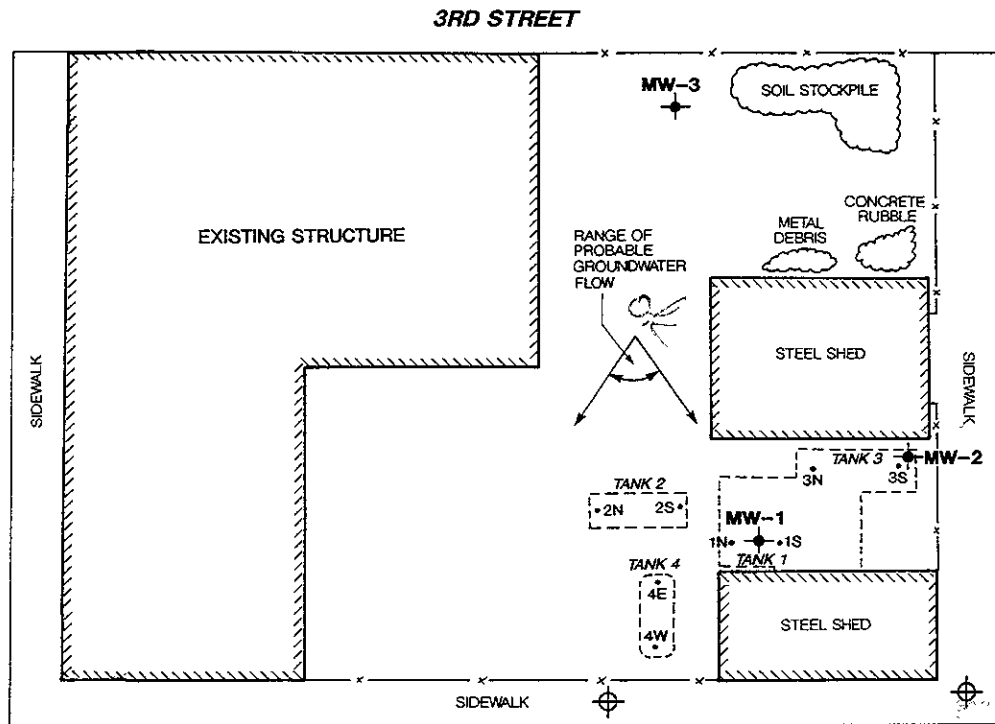 3RD STREET
MW-3
SOIL STOCKPILE
EXISTING STRUCTURE
RANGE OF
PROBABLE
GROUNDWATER
FLOW
METAL
DEBRIS
CONCRETE
RUBBLE
STEEL SHED
SIDEWALK
SIDEWALK
TANK 3
MW-2
3N
3S
TANK 2
2N
2S
MW-1
1N
1S
TANK 1
TANK 4
4E
4W
STEEL SHED
SIDEWALK